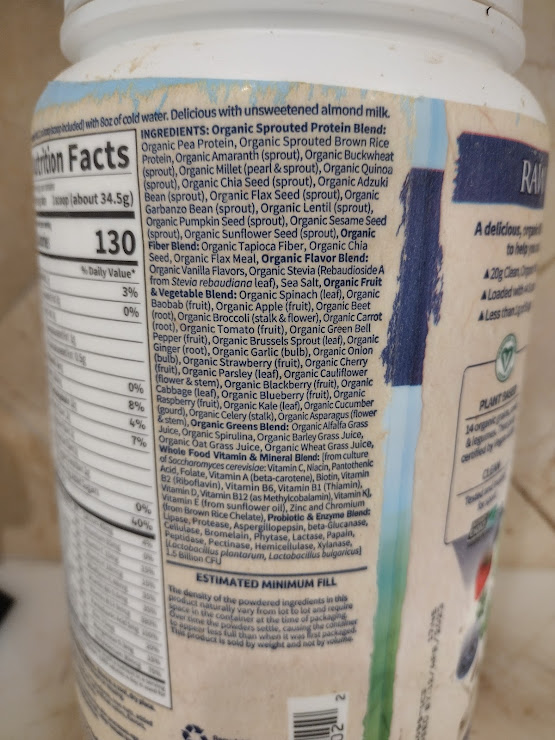 with 8oz of cold water. Delicious with unsweetened almond milk.
Nutrition Facts
scoop (about 34.5g)
130
% Daily Value*
3%
0%
0%
8%
4%
7%
0%
40%
INGREDIENTS: Organic Sprouted Protein Blend:
Organic Pea Protein, Organic Sprouted Brown Rice
Protein, Organic Amaranth (sprout), Organic Buckwheat
(sprout), Organic Millet (pearl & sprout), Organic Quinoa
(sprout), Organic Chia Seed (sprout), Organic Adzuki
Bean (sprout), Organic Flax Seed (sprout), Organic
Garbanzo Bean (sprout), Organic Lentil (sprout),
Organic Pumpkin Seed (sprout), Organic Sesame Seed
(sprout), Organic Sunflower Seed (sprout), Organic
Fiber Blend: Organic Tapioca Fiber, Organic Chia
Seed, Organic Flax Meal, Organic Flavor Blend:
Organic Vanilla Flavors, Organic Stevia (Rebaudioside A
from Stevia rebaudiana leaf), Sea Salt, Organic Fruit
& Vegetable Blend: Organic Spinach (leaf), Organic
Baobab (fruit), Organic Apple (fruit), Organic Beet
(root), Organic Broccoli (stalk & flower), Organic Carrot
(root), Organic Tomato (fruit), Organic Green Bell
Pepper (fruit), Organic Brussels Sprout (leaf), Organic
Ginger (root), Organic Garlic (bulb), Organic Onion
(bulb), Organic Strawberry (fruit), Organic Cherry
(fruit), Organic Parsley (leaf), Organic Cauliflower
(flower & stem), Organic Blackberry (fruit), Organic
Cabbage (leaf), Organic Blueberry (fruit), Organic
Raspberry (fruit), Organic Kale (leaf), Organic Cucumber
(gourd), Organic Celery (stalk), Organic Asparagus (flower
& stem), Organic Greens Blend: Organic Alfalfa Grass
Juice, Organic Spirulina, Organic Barley Grass Juice,
Organic Oat Grass Juice, Organic Wheat Grass Juice,
Whole Food Vitamin & Mineral Blend: [from culture
of Saccharomyces cerevisiae: Vitamin C, Niacin, Pantothenic
Acid, Folate, Vitamin A (beta-carotene), Biotin, Vitamin
B2 (Riboflavin), Vitamin B6, Vitamin B1 (Thiamin),
Vitamin D, Vitamin B12 (as Methylcobalamin), Vitamin K],
Vitamin E (from sunflower oil), Zinc and Chromium
(from Brown Rice Chelate), Probiotic & Enzyme Blend:
Lipase, Protease, Aspergillopepsin, beta-Glucanase,
Cellulase, Bromelain, Phytase, Lactase, Papain,
Peptidase, Pectinase, Hemicellulase, Xylanase,
[Lactobacillus plantarum, Lactobacillus bulgaricus]
1.5 Billion CFU
ESTIMATED MINIMUM FILL
The density of the powdered ingredients in this
product naturally vary from lot to lot and require
space in the container at the time of packaging.
Over time the powders settle, causing the container
to appear less full than when it was first packaged.
This product is sold by weight and not by volume.
RAW
A delicious, organic
to help you
▲20g Clean, Organic
▲Loaded with
▲Less than 1g of
PLANT BASED
14 organic
certified by
CLEAN